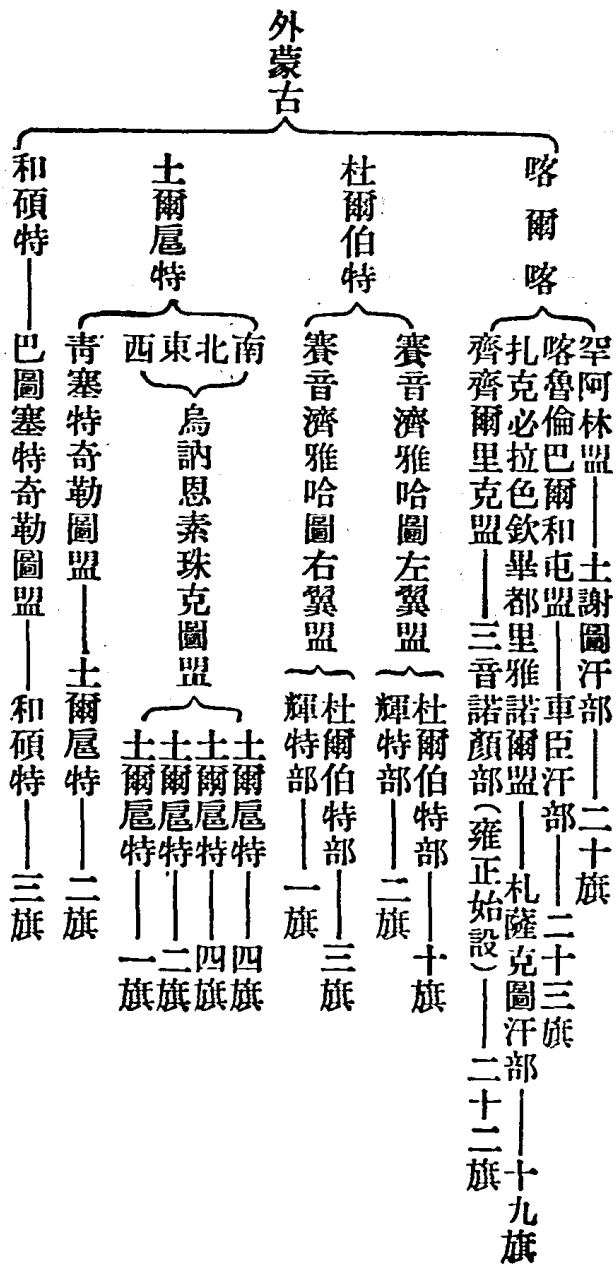 外蒙古
喀爾喀
罕阿林盟——土謝圖汗部——二十旗
喀魯倫巴爾和屯盟——車臣汗部——二十三旗
扎克必拉色欽畢都里雅諾爾盟——札薩克圖汗部——十九旗
齊齊爾里克盟——三音諾顏部(雍正始設)——二十二旗
杜爾伯特
賽音濟雅哈圖左翼盟
杜爾伯特部——十旗
輝特部——二旗
賽音濟雅哈圖右翼盟
杜爾伯特部——三旗
輝特部——一旗
土爾扈特
南
北
東
西
烏訥恩素珠克圖盟
土爾扈特——四旗
土爾扈特——四旗
土爾扈特——二旗
土爾扈特——一旗
青塞特奇勒圖盟——土爾扈特——二旗
和碩特——巴圖塞特奇勒圖盟——和碩特——三旗